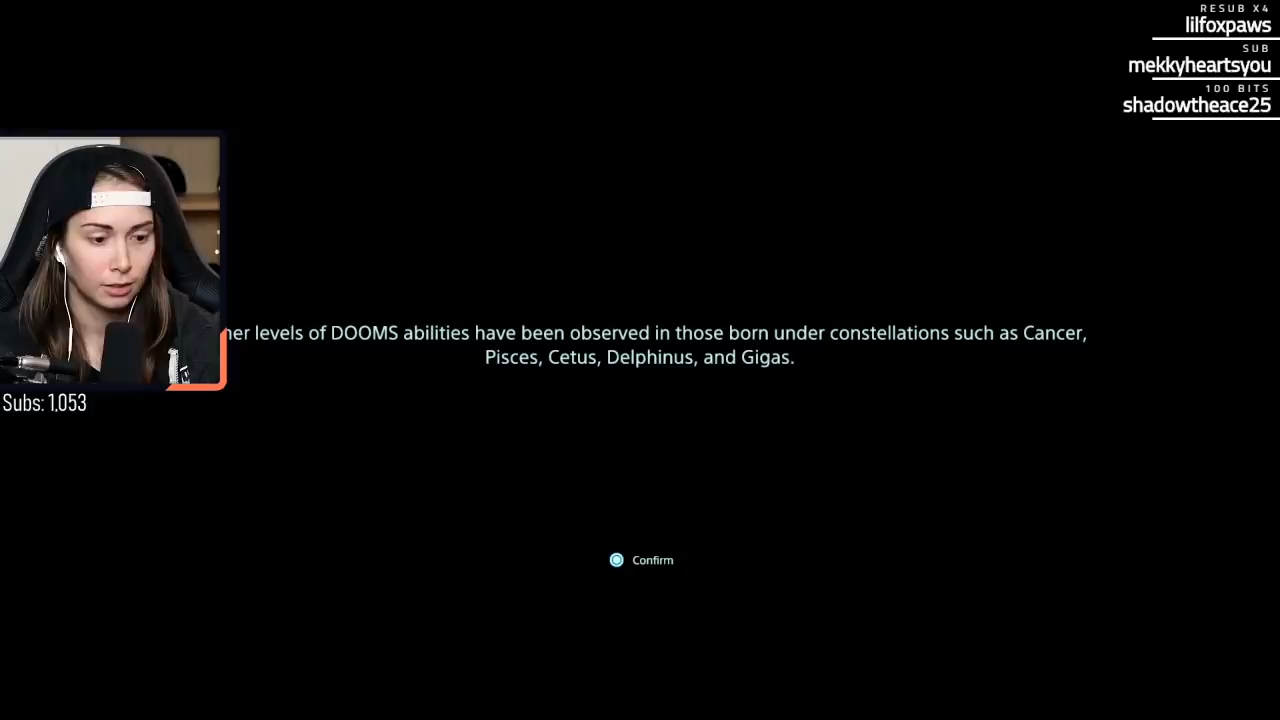 RESUB X4
lilfoxpaws
SUB
mekkyheartsyou
100 BITS
shadowtheace25
levels of DOOMS abilities have been observed in those born under constellations such as Cancer,
Pisces, Cetus, Delphinus, and Gigas.
Subs: 1,053
Confirm